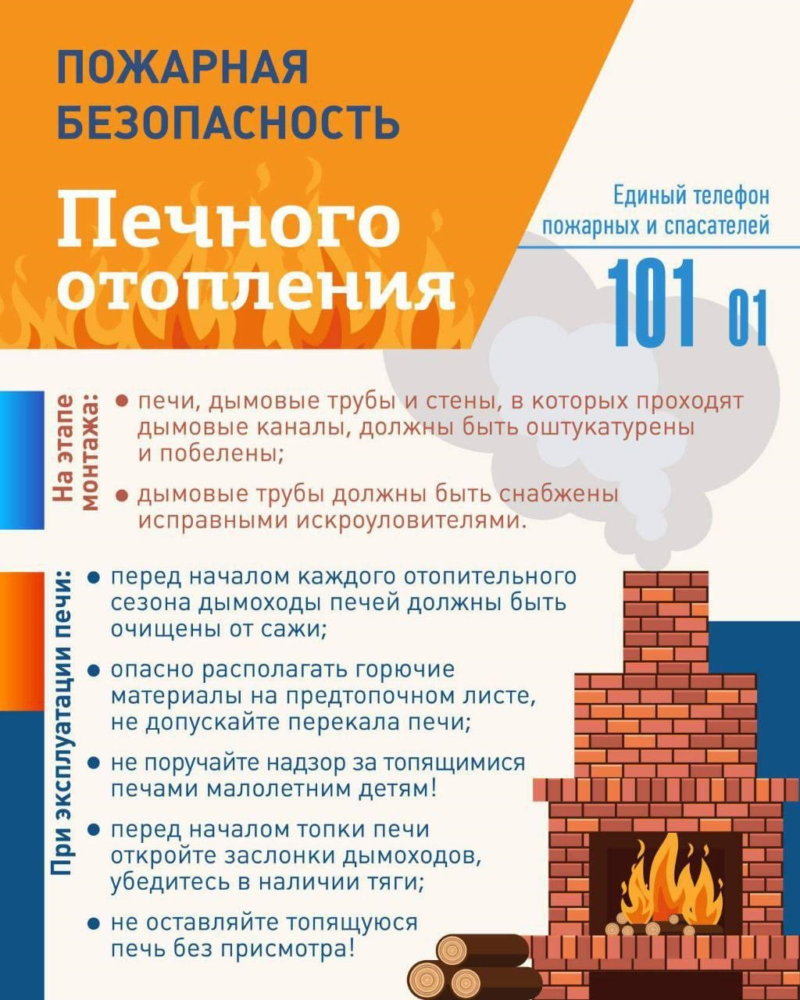 ПОЖАРНАЯ
БЕЗОПАСНОСТЬ
Печного
отопления
Единый телефон
пожарных и спасателей
101 01
На этапе
монтажа:
• печи, дымовые трубы и стены, в которых проходят
дымовые каналы, должны быть оштукатурены
и побелены;
• дымовые трубы должны быть снабжены
исправными искроуловителями.
При эксплуатации печи:
• перед началом каждого отопительного
сезона дымоходы печей должны быть
очищены от сажи;
• опасно располагать горючие
материалы на предтопочном листе,
не допускайте перекала печи;
• не поручайте надзор за топящимися
печами малолетним детям!
• перед началом топки печи
откройте заслонки дымоходов,
убедитесь в наличии тяги;
• не оставляйте топящуюся
печь без присмотра!